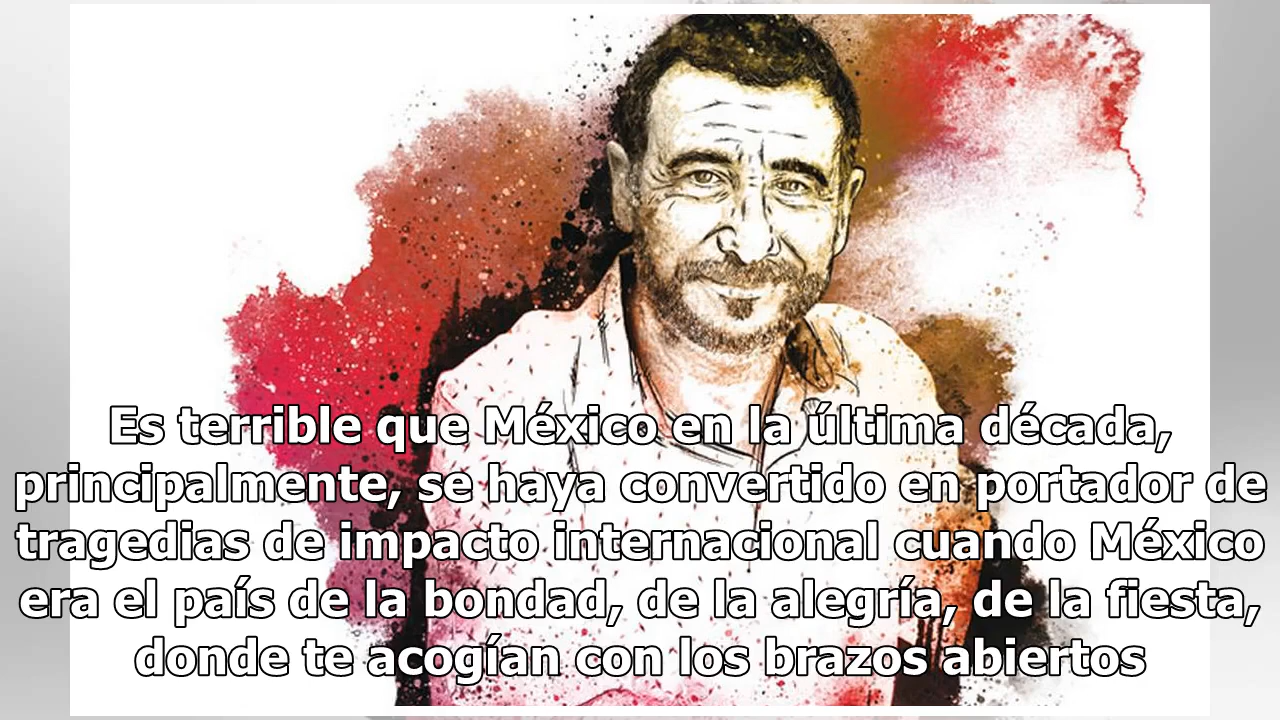 Es terrible que México en la última década,
principalmente, se haya convertido en portador de
tragedias de impacto internacional cuando México
era el país de la bondad, de la alegría, de la fiesta,
donde te acogían con los brazos abiertos